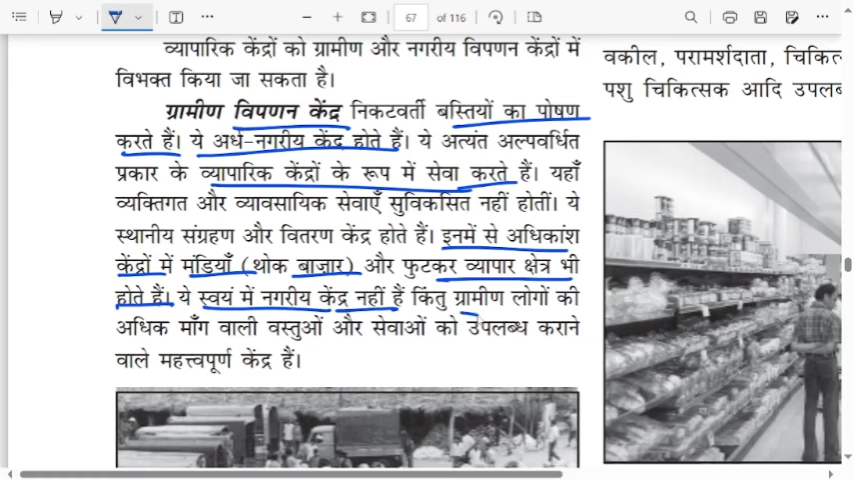 67 of 116
व्यापारिक केंद्रों को ग्रामीण और नगरीय विपणन केंद्रों में
विभक्त किया जा सकता है।
ग्रामीण विपणन केंद्र निकटवर्ती बस्तियों का पोषण
करते हैं। ये अर्ध-नगरीय केंद्र होते हैं। ये अत्यंत अल्पवर्धित
प्रकार के व्यापारिक केंद्रों के रूप में सेवा करते हैं। यहाँ
व्यक्तिगत और व्यावसायिक सेवाएँ सुविकसित नहीं होतीं। ये
स्थानीय संग्रहण और वितरण केंद्र होते हैं। इनमें से अधिकांश
केंद्रों में मंडियाँ (थोक बाज़ार) और फुटकर व्यापार क्षेत्र भी
होते हैं। ये स्वयं में नगरीय केंद्र नहीं हैं किंतु ग्रामीण लोगों की
अधिक माँग वाली वस्तुओं और सेवाओं को उपलब्ध कराने
वाले महत्त्वपूर्ण केंद्र हैं।
वकील, परामर्शदाता,
पशु चिकित्सक आदि